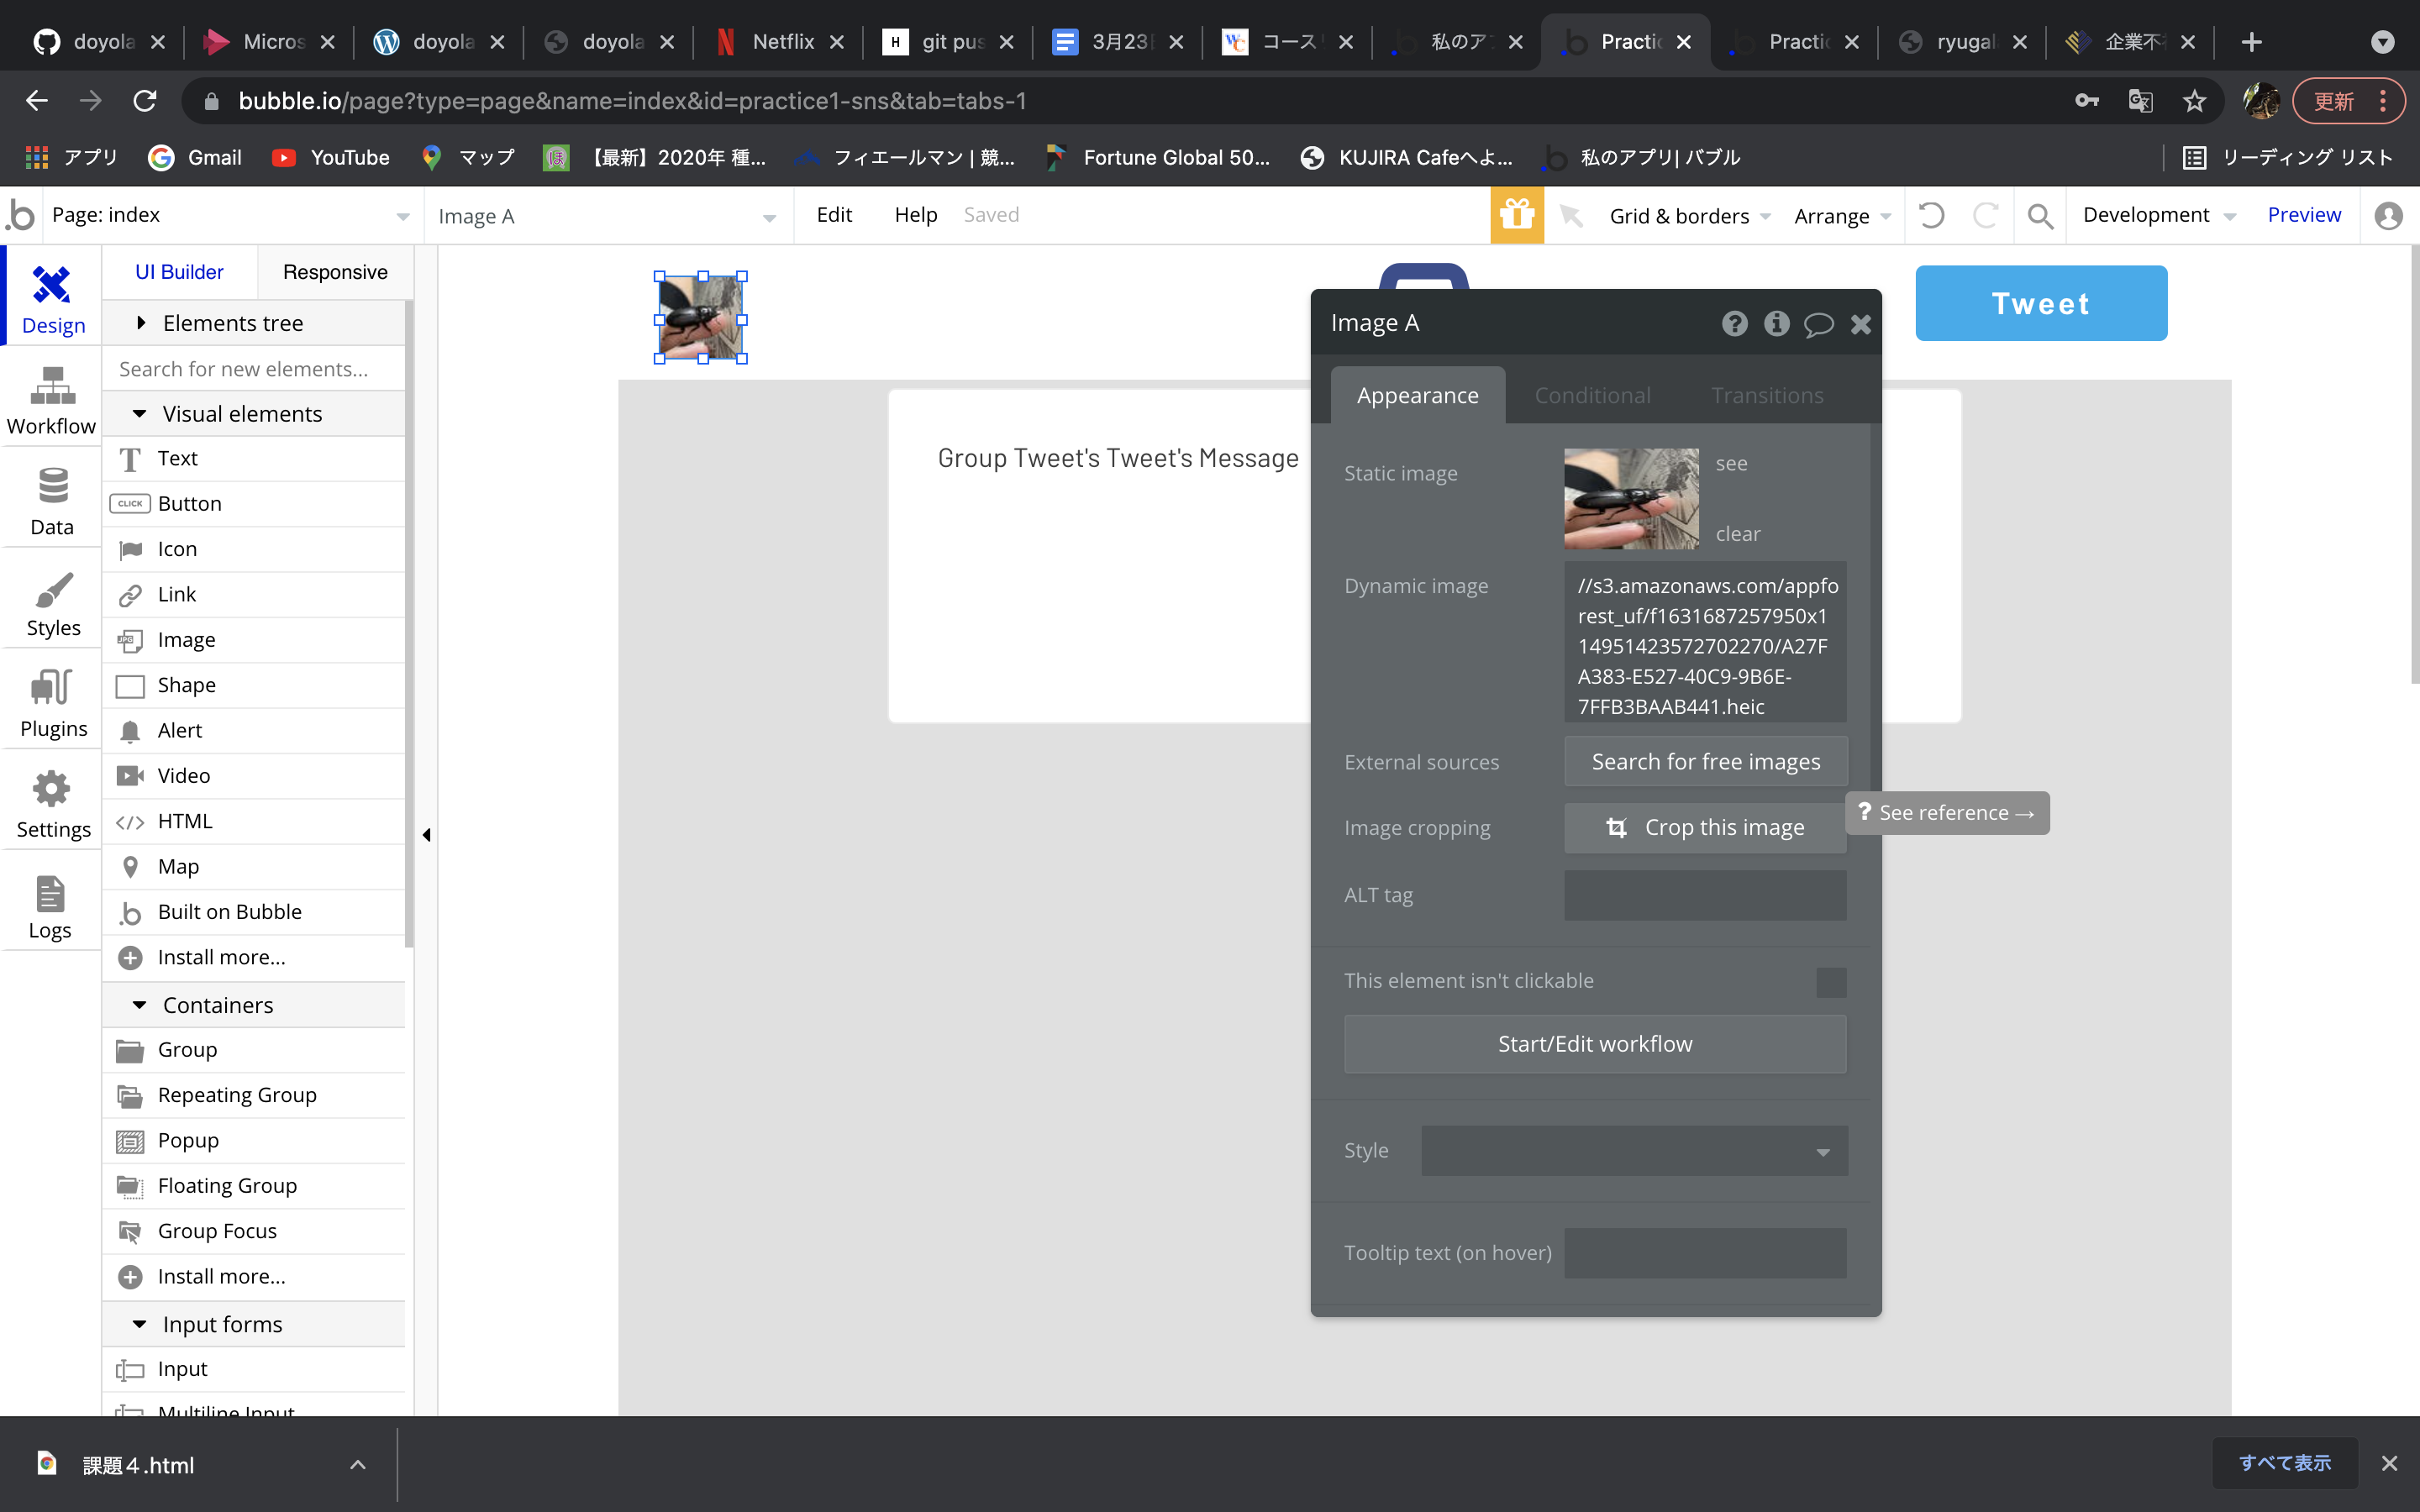 doyola
Micros
doyola
doyola
Netflix
git pus
3月23
コース
私のア
Practic
Practic
ryugal
企業不
bubble.io/page?type=page&name=index&id=practice1-sns&tab=tabs-1
更新
アプリ
Gmail
YouTube
マップ
【最新】2020年 種...
フィエールマン | 競...
Fortune Global 50...
KUJIRA Cafeへよ...
私のアプリ| バブル
リーディング リスト
Page: index
Image A
Edit
Help
Saved
Grid & borders
Arrange
Development
Preview
Design
Workflow
Data
Styles
Plugins
Settings
Logs
UI Builder
Responsive
Elements tree
Search for new elements...
Visual elements
Text
CLICK
Button
Icon
Link
Image
Shape
Alert
Video
HTML
Map
Built on Bubble
Install more...
Containers
Group
Repeating Group
Popup
Floating Group
Group Focus
Install more...
Input forms
Input
Multiline Input
Tweet
Group Tweet's Tweet's Message
Image A
Appearance
Conditional
Transitions
Static image
see
clear
Dynamic image
//s3.amazonaws.com/appfo
rest_uf/f1631687257950x1
14951423572702270/A27F
A383-E527-40C9-9B6E-
7FFB3BAAB441.heic
External sources
Search for free images
Image cropping
Crop this image
? See reference →
ALT tag
This element isn't clickable
Start/Edit workflow
Style
Tooltip text (on hover)
課題４.html
すべて表示